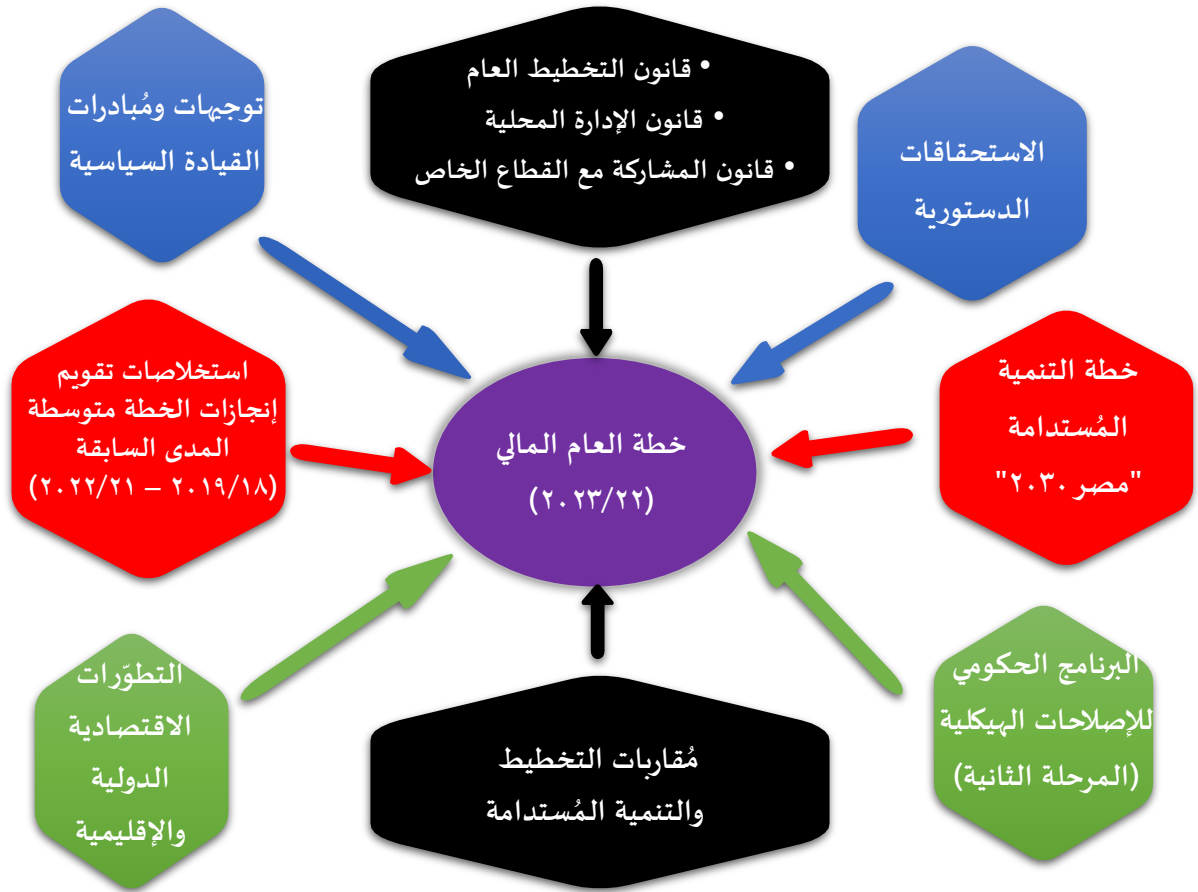 • قانون التخطيط العام
• قانون الإدارة المحلية
• قانون المشاركة مع القطاع الخاص
الاستحقاقات
الدستورية
توجيهات ومُبادرات
القيادة السياسية
خطة التنمية
المُستدامة
"مصر ٢٠٣٠"
خطة العام المالي
(٢٠٢٣/٢٢)
استخلاصات تقويم
إنجازات الخطة متوسطة
المدى السابقة
(٢٠١٩/١٨ – ٢٠٢٢/٢١)
البرنامج الحكومي
للإصلاحات الهيكلية
(المرحلة الثانية)
مُقاربات التخطيط
والتنمية المُستدامة
التطوّرات
الاقتصادية
الدولية
والإقليمية